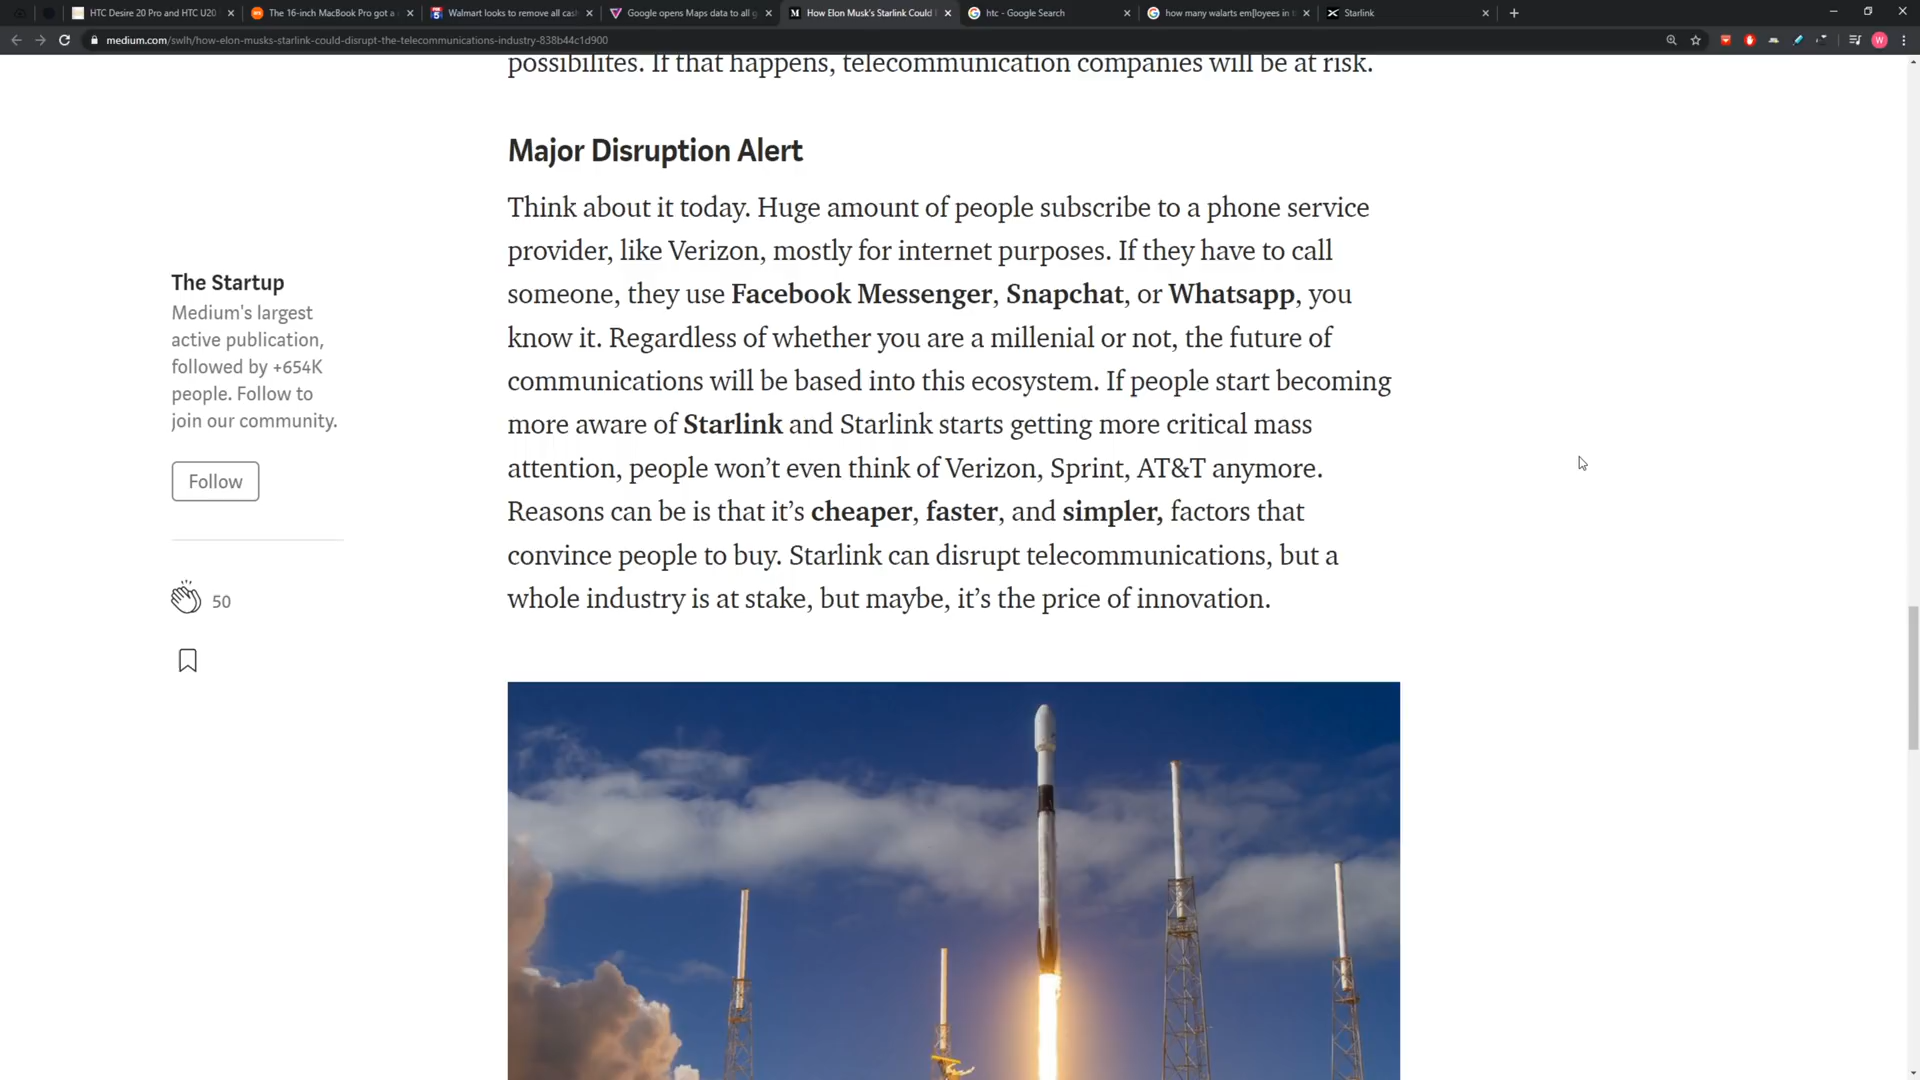 HTC Desire 20 Pro and HTC U20
The 16-inch MacBook Pro got a
Walmart looks to remove all cas
Google opens Maps data to all g
How Elon Musk's Starlink Could
htc - Google Search
how many walarts em[loyees in t
Starlink
medium.com/swlh/how-elon-musks-starlink-could-disrupt-the-telecommunications-industry-838b44c1d900
W
possibilites. If that happens, telecommunication companies will be at risk.
Major Disruption Alert
Think about it today. Huge amount of people subscribe to a phone service
provider, like Verizon, mostly for internet purposes. If they have to call
someone, they use Facebook Messenger, Snapchat, or Whatsapp, you
know it. Regardless of whether you are a millenial or not, the future of
communications will be based into this ecosystem. If people start becoming
more aware of Starlink and Starlink starts getting more critical mass
attention, people won’t even think of Verizon, Sprint, AT&T anymore.
Reasons can be is that it’s cheaper, faster, and simpler, factors that
convince people to buy. Starlink can disrupt telecommunications, but a
whole industry is at stake, but maybe, it’s the price of innovation.
The Startup
Medium's largest
active publication,
followed by +654K
people. Follow to
join our community.
Follow
50